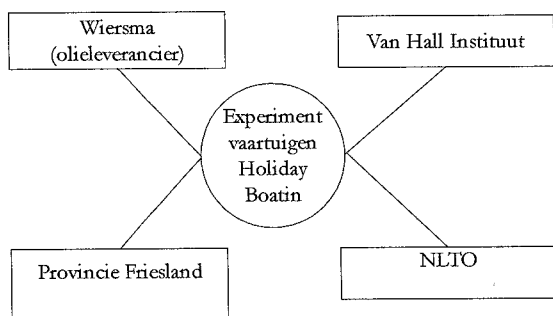 Wiersma
(olieleverancier)
Van Hall Instituut
Experiment
vaartuigen
Holiday
Boatin
Provincie Friesland
NLTO